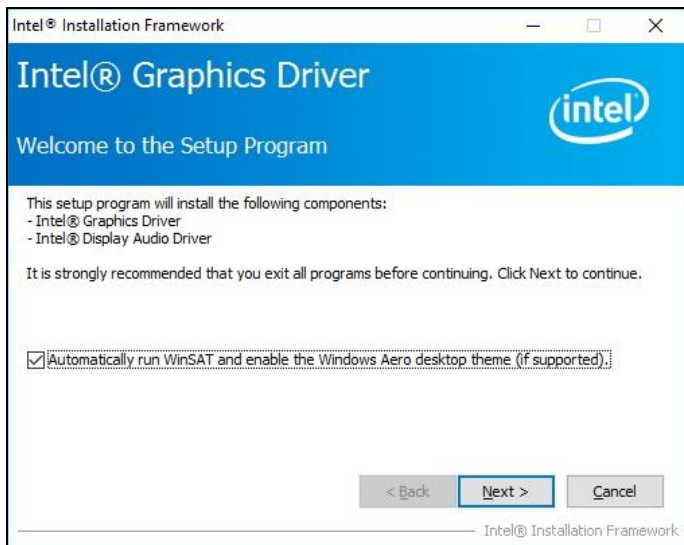 Intel® Installation Framework
Intel® Graphics Driver
intel
Welcome to the Setup Program
This setup program will install the following components:
- Intel® Graphics Driver
- Intel® Display Audio Driver
It is strongly recommended that you exit all programs before continuing. Click Next to continue.
Automatically run WinSAT and enable the Windows Aero desktop theme (if supported).
< Back
Next >
Cancel
Intel® Installation Framework